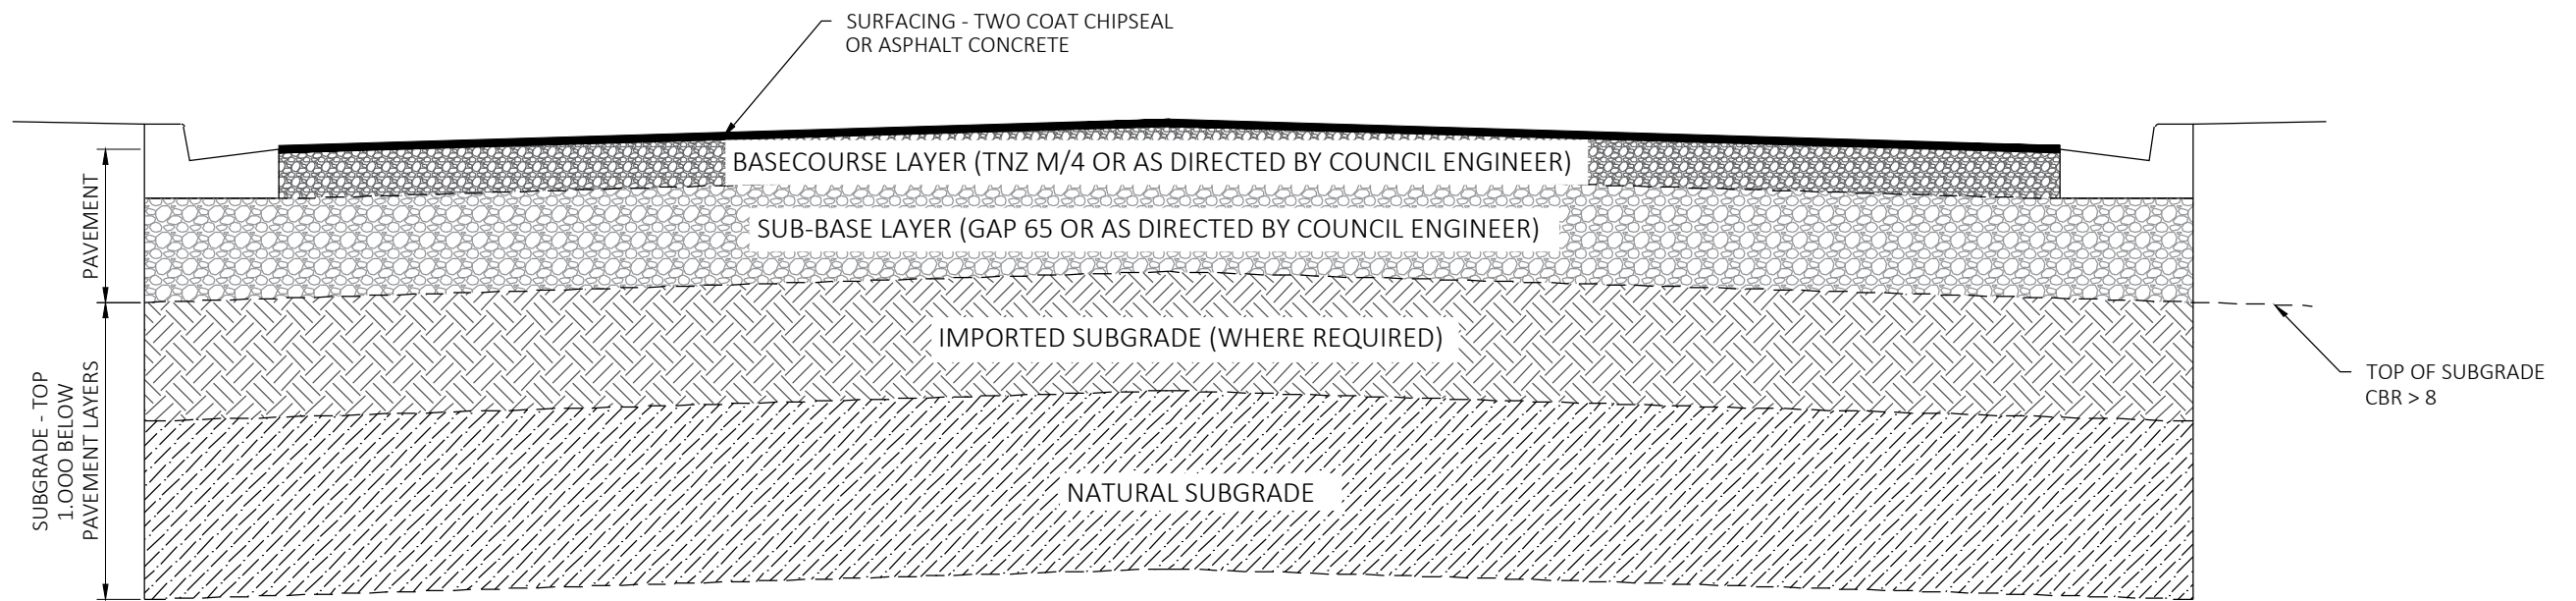 SURFACING - TWO COAT CHIPSEAL
OR ASPHALT CONCRETE
BASECOURSE LAYER (TNZ M/4 OR AS DIRECTED BY COUNCIL ENGINEER)
PAVEMENT
SUB-BASE LAYER (GAP 65 OR AS DIRECTED BY COUNCIL ENGINEER)
IMPORTED SUBGRADE (WHERE REQUIRED)
TOP OF SUBGRADE
CBR > 8
SUBGRADE - TOP
1.000 BELOW
PAVEMENT LAYERS
NATURAL SUBGRADE